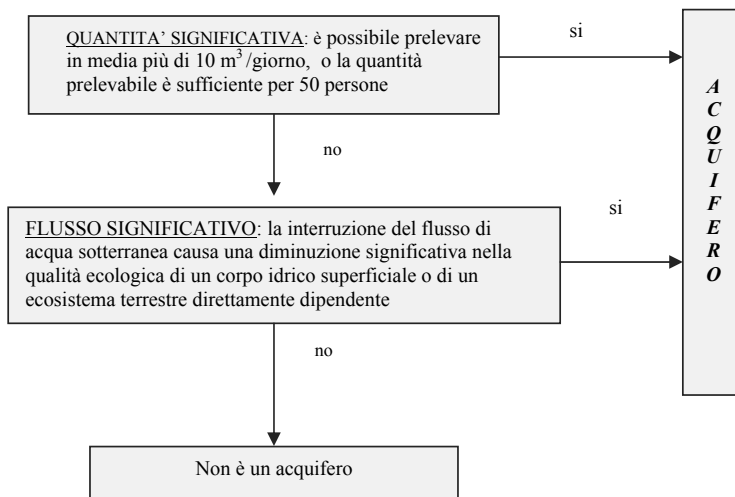 QUANTITA’ SIGNIFICATIVA: è possibile prelevare
in media più di 10 m³/giorno, o la quantità
prelevabile è sufficiente per 50 persone
si
no
FLUSSO SIGNIFICATIVO: la interruzione del flusso di
acqua sotterranea causa una diminuzione significativa nella
qualità ecologica di un corpo idrico superficiale o di un
ecosistema terrestre direttamente dipendente
si
no
Non è un acquifero
ACQUIFERO